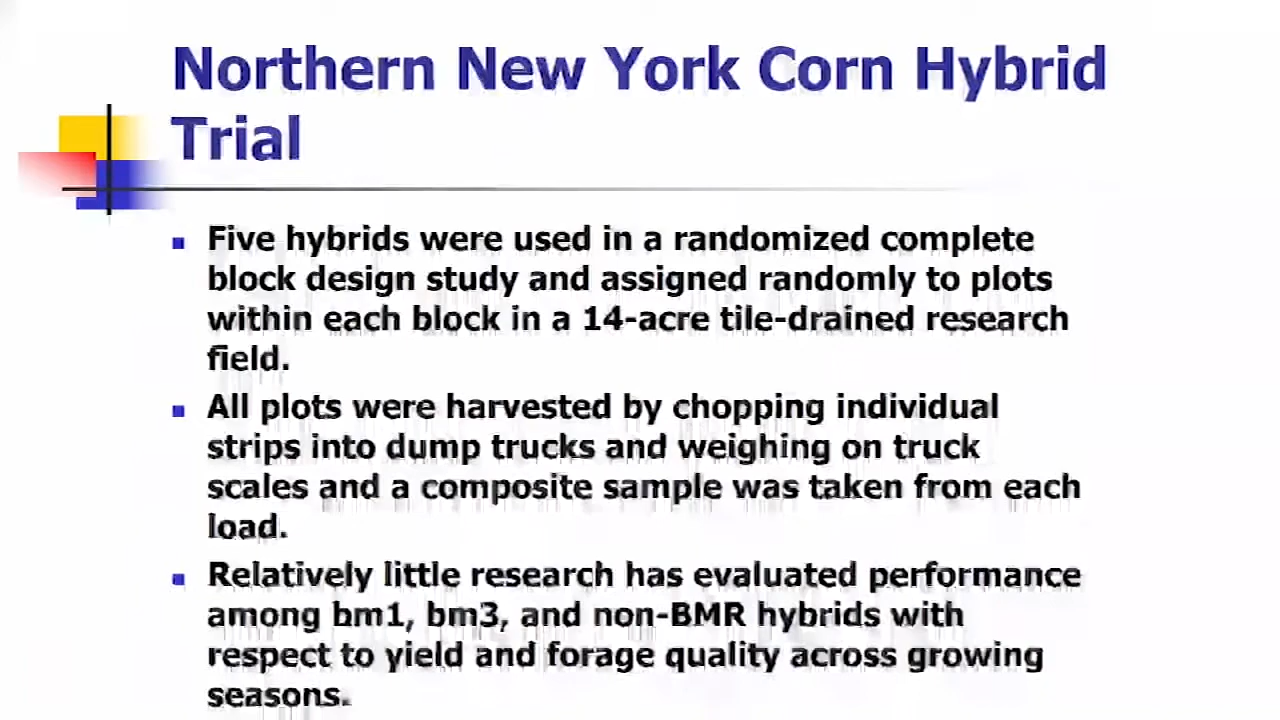 Northern New York Corn Hybrid
Trial
Five hybrids were used in a randomized complete
block design study and assigned randomly to plots
within each block in a 14-acre tile-drained research
field.
All plots were harvested by chopping individual
strips into dump trucks and weighing on truck
scales and a composite sample was taken from each
load.
Relatively little research has evaluated performance
among bm1, bm3, and non-BMR hybrids with
respect to yield and forage quality across growing
seasons.